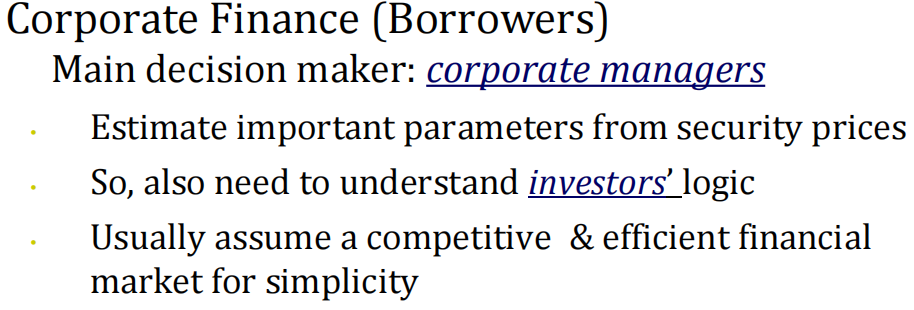 Corporate Finance (Borrowers)
Main decision maker: corporate managers
· Estimate important parameters from security prices
· So, also need to understand investors' logic
· Usually assume a competitive & efficient financial
market for simplicity